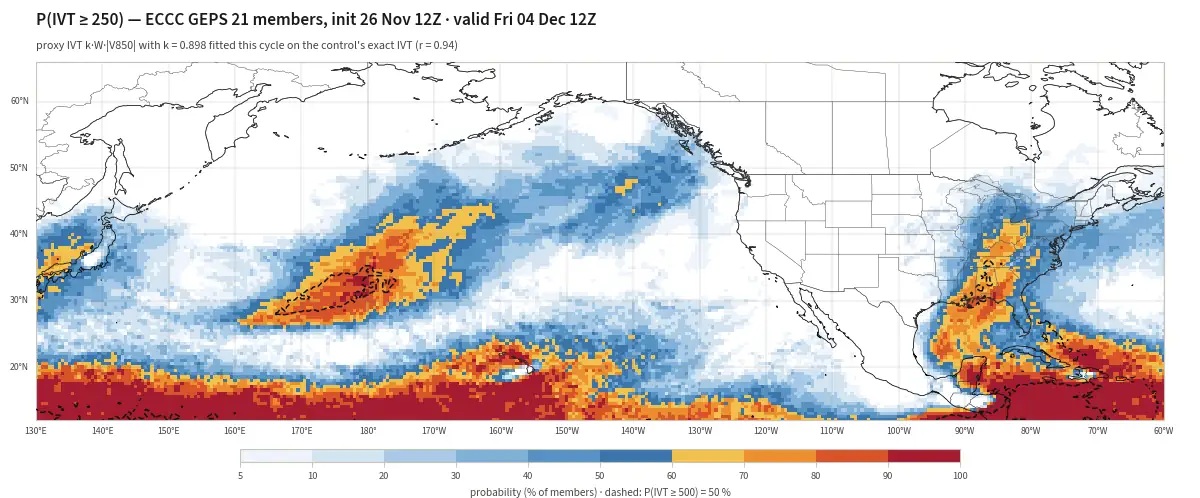 P(IVT ≥ 250) — ECCC GEPS 21 members, init 26 Nov 12Z · valid Fri 04 Dec 12Z
proxy IVT k·W·|V850| with k = 0.898 fitted this cycle on the control's exact IVT (r = 0.94)
60°N
50°N
40°N
30°N
20°N
130°E 140°E 150°E 160°E 170°E 180° 170°W 160°W 150°W 140°W 130°W 120°W 110°W 100°W 90°W 80°W 70°W 60°W
5 10 20 30 40 50 60 70 80 90 100
probability (% of members) · dashed: P(IVT ≥ 500) = 50 %